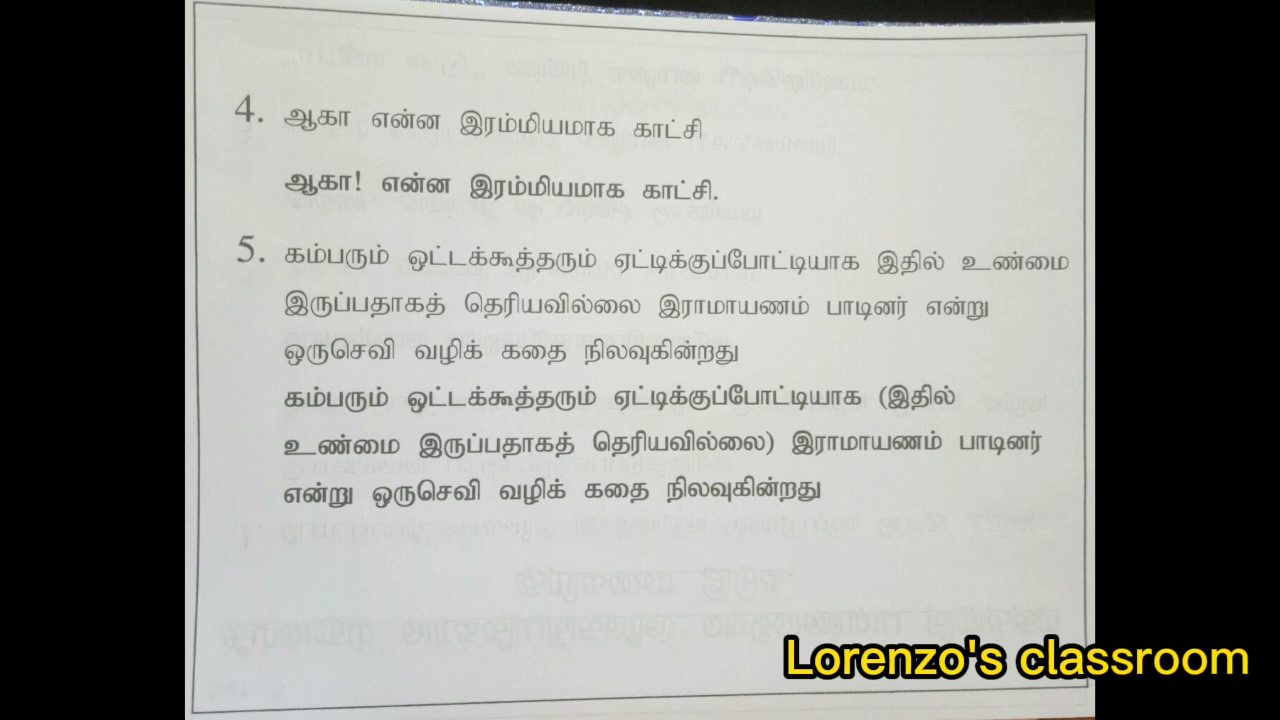 4. ஆகா என்ன இரம்மியமாக காட்சி
ஆகா! என்ன இரம்மியமாக காட்சி.
5. கம்பரும் ஒட்டக்கூத்தரும் ஏட்டிக்குப்போட்டியாக இதில் உண்மை
இருப்பதாகத் தெரியவில்லை இராமாயணம் பாடினர் என்று
ஒருசெவி வழிக் கதை நிலவுகின்றது
கம்பரும் ஒட்டக்கூத்தரும் ஏட்டிக்குப்போட்டியாக (இதில்
உண்மை இருப்பதாகத் தெரியவில்லை) இராமாயணம் பாடினர்
என்று ஒருசெவி வழிக் கதை நிலவுகின்றது
Lorenzo's classroom